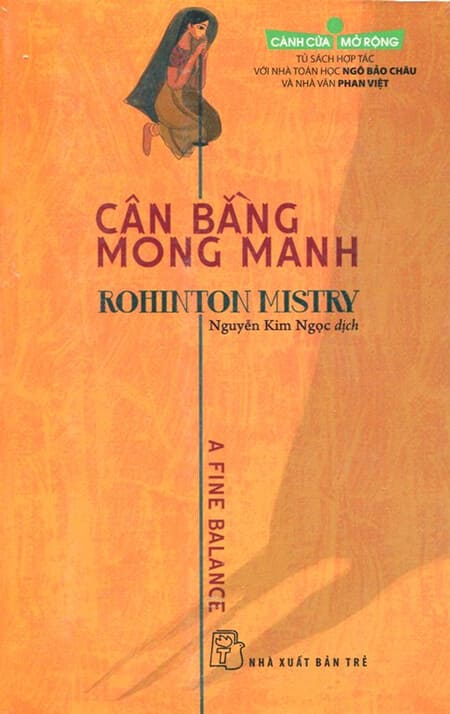 CÁNH CỬA MỞ RỘNG
TỦ SÁCH HỢP TÁC
VỚI NHÀ TOÁN HỌC NGÔ BẢO CHÂU
VÀ NHÀ VĂN PHAN VIỆT
CÂN BẰNG
MONG MANH
ROHINTON MISTRY
Nguyễn Kim Ngọc dịch
A FINE BALANCE
NHÀ XUẤT BẢN TRẺ